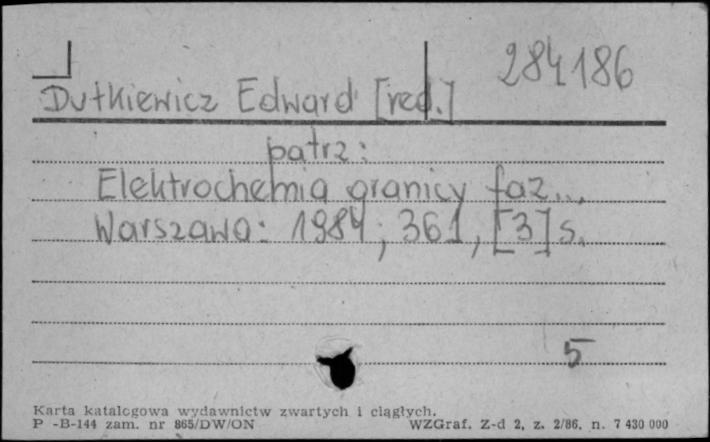 284186
Dutkiewicz Edward [red.]
patrz:
Elektrochemia granicy faz...
Warszawa: 1984; 361, [3] s.
5
Karta katalogowa wydawnictw zwartych i ciągłych.
P -B-144 zam. nr 865/DW/ON WZGraf. Z-d 2, z. 2/86. n. 7 430 000